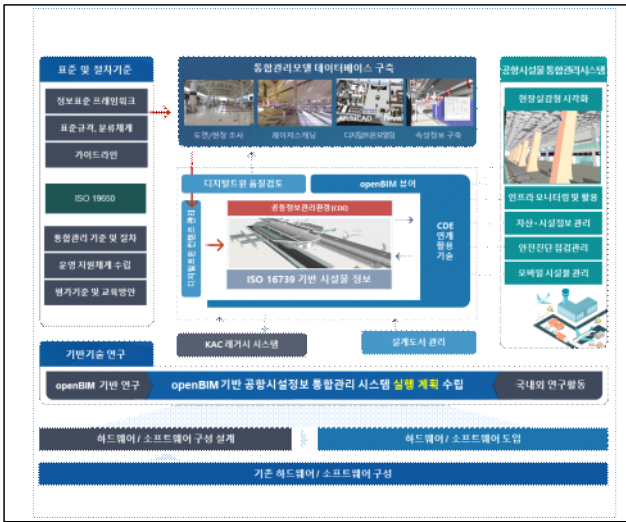 표준 및 절차기준
정보표준 프레임워크
표준규격, 분류체계
가이드라인
ISO 19650
통합관리 기준 및 절차
운영 지원체계 수립
평가기준 및 교육방안
통합관리모델 데이터베이스 구축
도면/현장 조사
레이저스캐닝
디지털트윈모델링
속성정보 구축
디지털트윈 품질검토
openBIM 뷰어
디지털트윈 컨텐츠 관리
공통정보관리환경(CDE)
ISO 16739 기반 시설물 정보
CDE
연계
활용
기술
KAC 레거시 시스템
설계도서 관리
공항시설물 통합관리시스템
현장실감형 시각화
인프라 모니터링 및 활용
자산·시설정보 관리
안전진단 점검관리
모바일 시설물 관리
기반기술 연구
openBIM 기반 연구
openBIM 기반 공항시설정보 통합관리 시스템 실행 계획 수립
국내외 연구활동
하드웨어 / 소프트웨어 구성 설계
하드웨어 / 소프트웨어 도입
기존 하드웨어 / 소프트웨어 구성